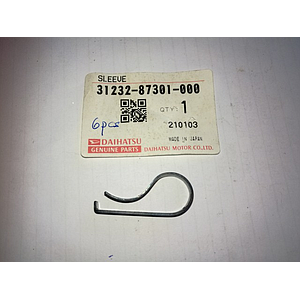 SLEEVE
31232-87301-000
QTY: 1
6pcs
210103
MADE IN JAPAN
DAIHATSU
GENUINE PARTS
DAIHATSU MOTOR CO.,LTD.